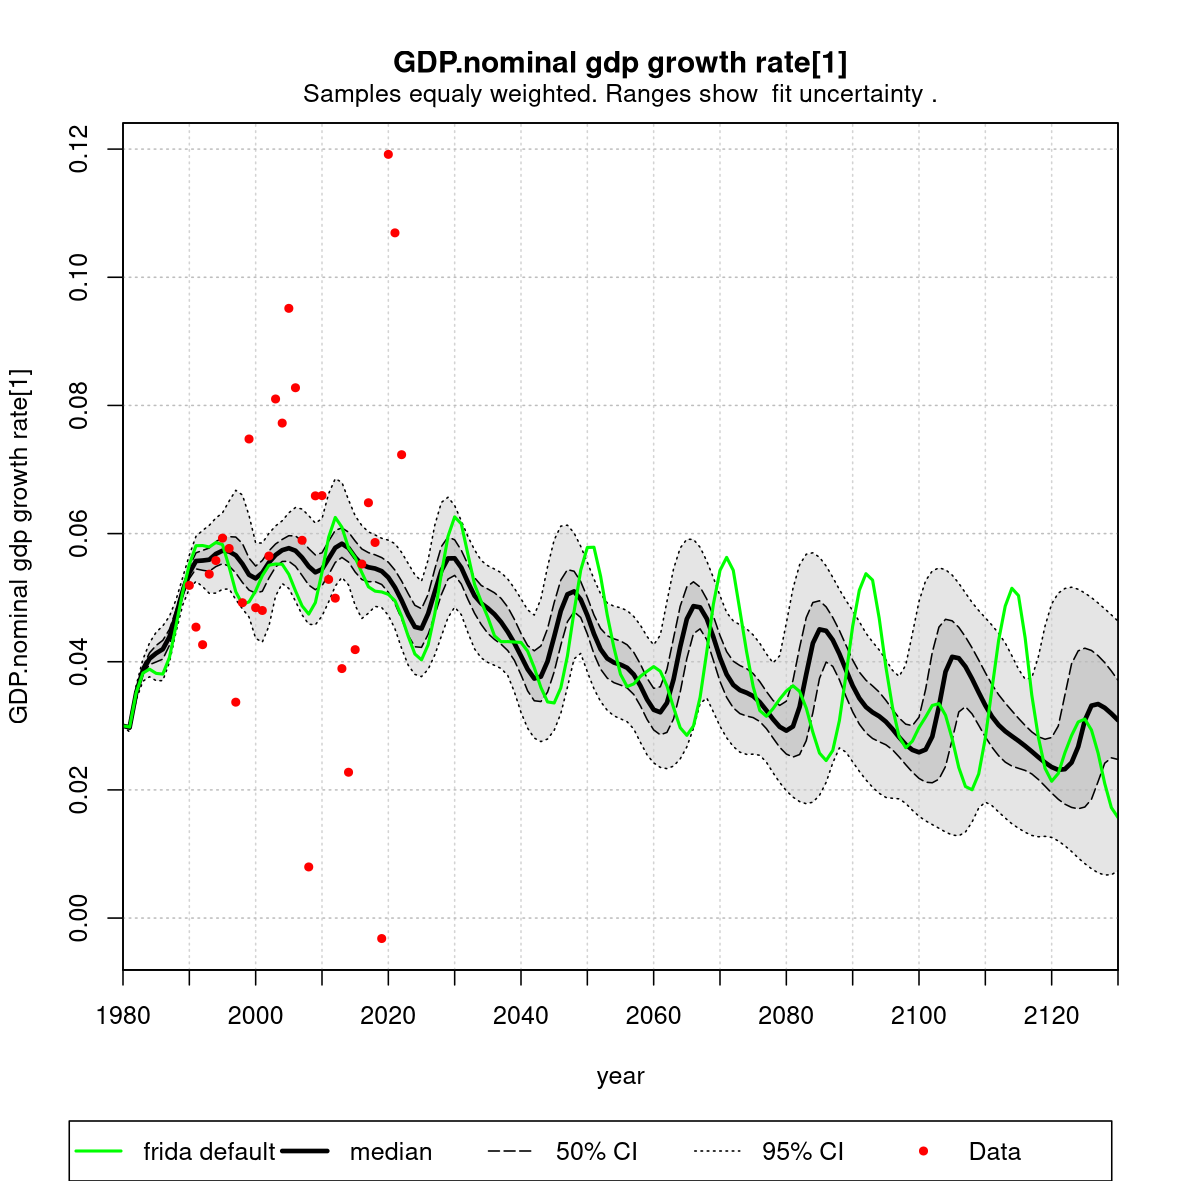 GDP.nominal gdp growth rate[1]
Samples equaly weighted. Ranges show  fit uncertainty .
GDP.nominal gdp growth rate[1]
0.12
0.10
0.08
0.06
0.04
0.02
0.00
1980 2000 2020 2040 2060 2080 2100 2120
year
frida default median 50% CI 95% CI Data